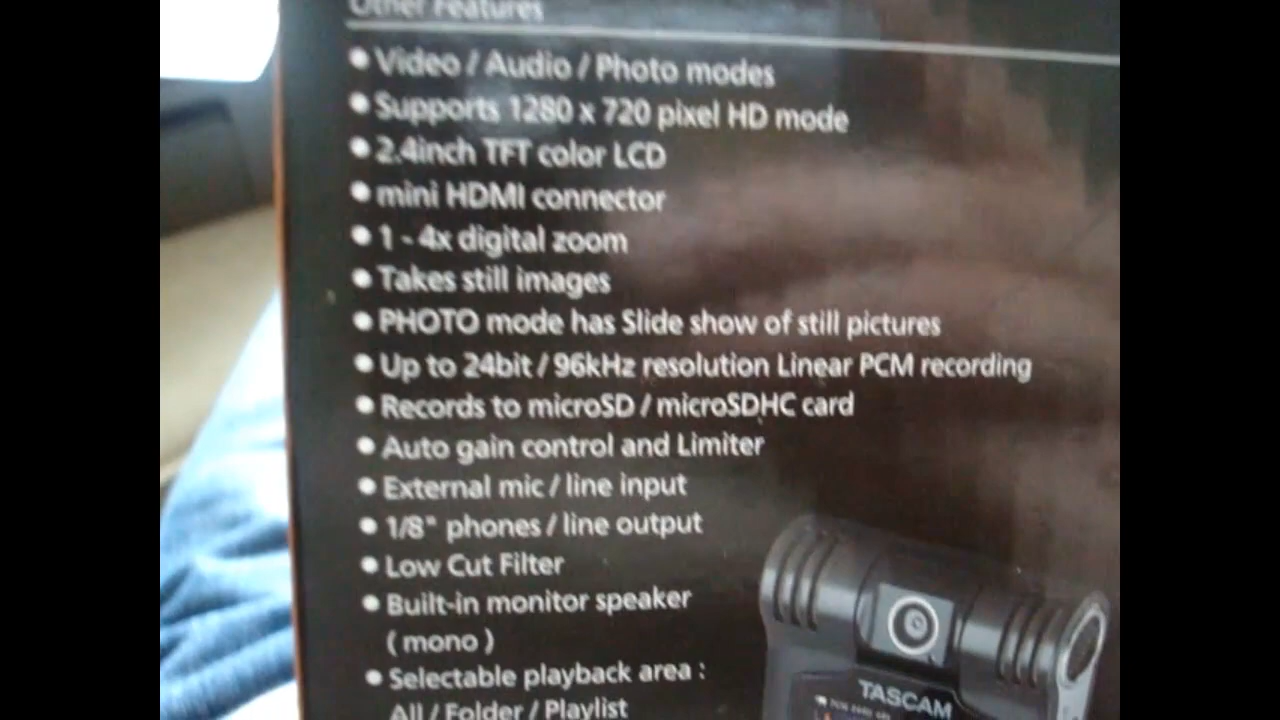 Other Features
• Video / Audio / Photo modes
• Supports 1280 x 720 pixel HD mode
• 2.4inch TFT color LCD
• mini HDMI connector
• 1 - 4x digital zoom
• Takes still images
• PHOTO mode has Slide show of still pictures
• Up to 24bit / 96kHz resolution Linear PCM recording
• Records to microSD / microSDHC card
• Auto gain control and Limiter
• External mic / line input
• 1/8" phones / line output
• Low Cut Filter
• Built-in monitor speaker
( mono )
• Selectable playback area :
All / Folder / Playlist
TASCAM